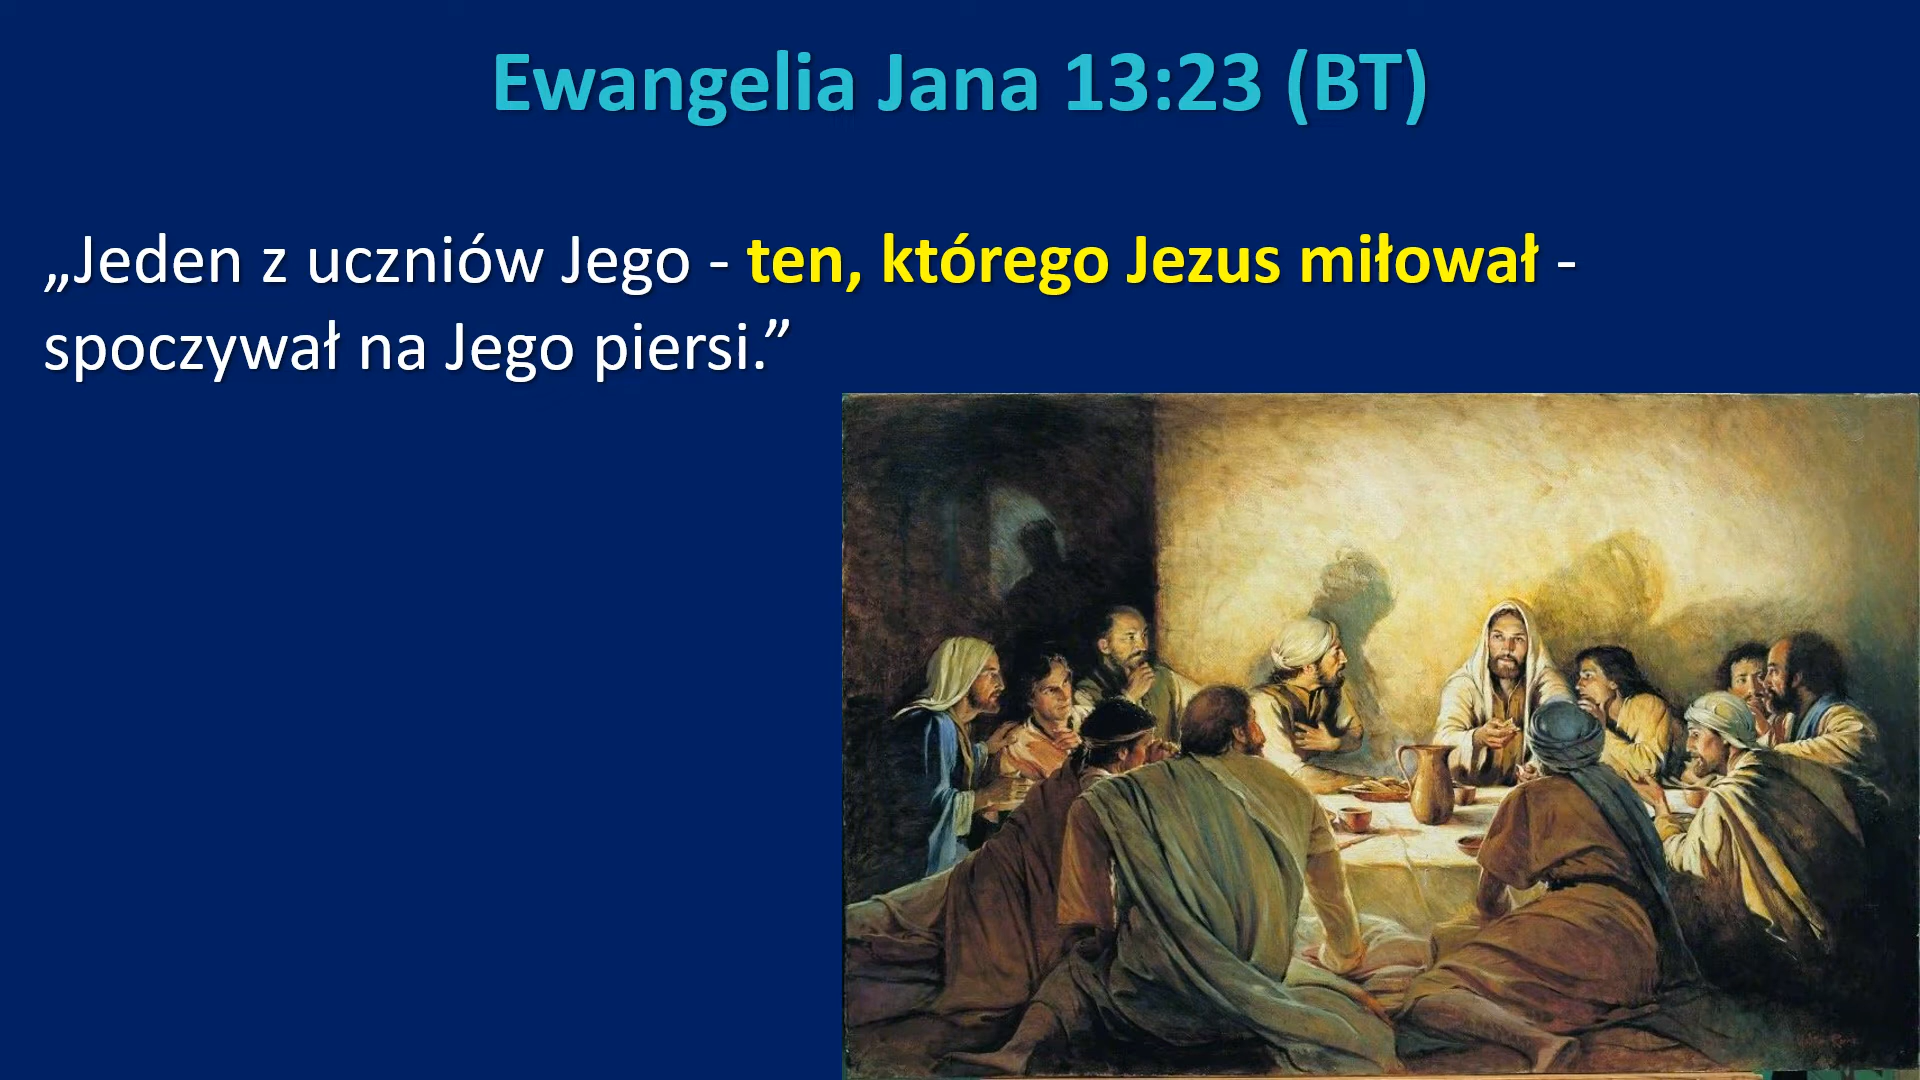 Ewangelia Jana 13:23 (BT)
„Jeden z uczniów Jego - ten, którego Jezus miłował -
spoczywał na Jego piersi.”